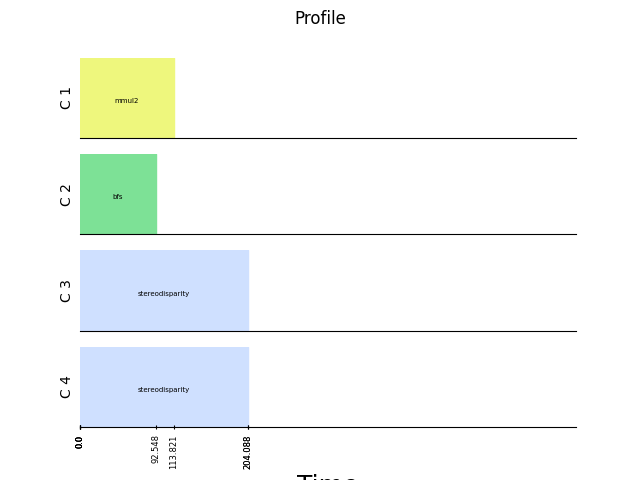 Profile
C 1
mmul2
C 2
bfs
C 3
stereodisparity
C 4
stereodisparity
0.0
92.548
113.821
204.088
Time